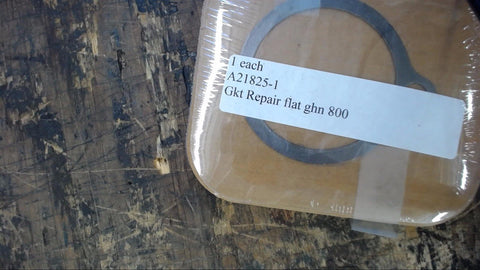 1 each
A21825-1
Gkt Repair flat ghn 800